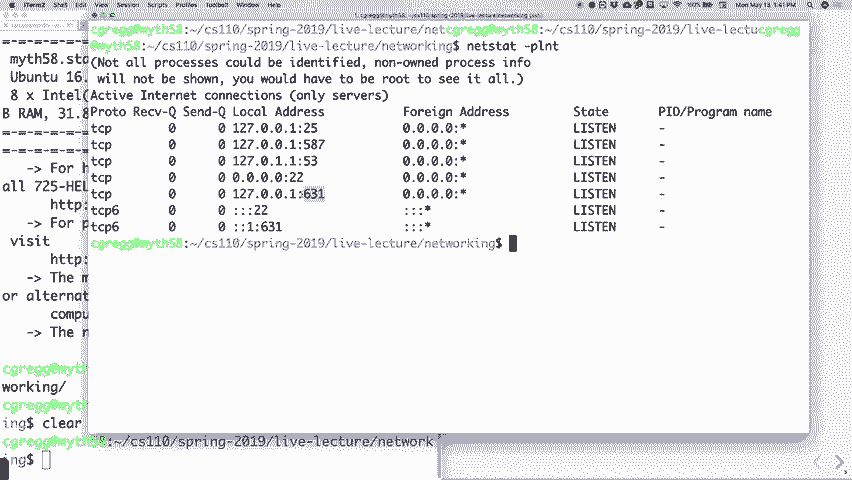 iTerm2 Shell Edit View Session Scripts Profiles Toolbelt Window Help
100%
Mon May 13 1:41 PM
cgregg@myth58:~/cs110/spring-2019/live-lecture/netcgregg@myth58:~/cs110/spring-2019/live-lectucgregg
@myth58:~/cs110/spring-2019/live-lecture/networking$ netstat -plnt
(Not all processes could be identified, non-owned process info
will not be shown, you would have to be root to see it all.)
Active Internet connections (only servers)
Proto Recv-Q Send-Q Local Address Foreign Address State PID/Program name
tcp 0 0 127.0.0.1:25 0.0.0.0:* LISTEN -
tcp 0 0 127.0.0.1:587 0.0.0.0:* LISTEN -
tcp 0 0 127.0.1.1:53 0.0.0.0:* LISTEN -
tcp 0 0 0.0.0.0:22 0.0.0.0:* LISTEN -
tcp 0 0 127.0.0.1:631 0.0.0.0:* LISTEN -
tcp6 0 0 :::22 :::* LISTEN -
tcp6 0 0 ::1:631 :::* LISTEN -
cgregg@myth58:~/cs110/spring-2019/live-lecture/networking$
myth58.sta
Ubuntu 16.
8 x Intel(
B RAM, 31.8
-> For h
all 725-HEL
http:
-> For p
visit
http:
-> The m
or alternat
compu
-> The n
cgregg@myth
working/
cgregg@myth
ing$ clear
cgregg@myth58:~/cs110/spring-2019/live-lecture/network
ing$